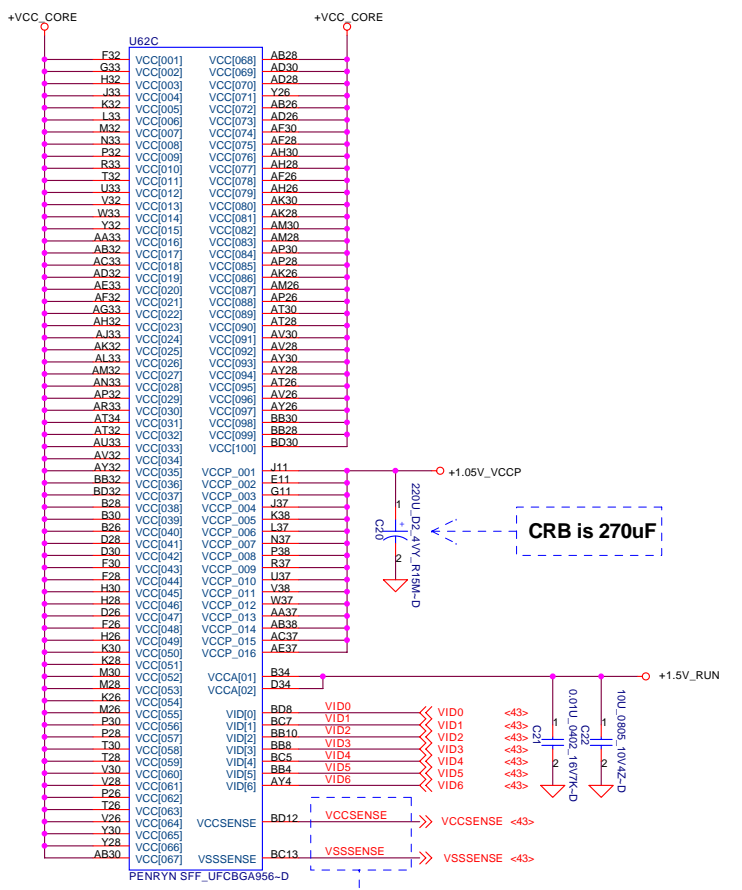 +VCC_CORE +VCC_CORE
U62C
F32 VCC[001] VCC[068] AB28
G33 VCC[002] VCC[069] AD30
H32 VCC[003] VCC[070] AD28
J33 VCC[004] VCC[071] Y26
K32 VCC[005] VCC[072] AB26
L33 VCC[006] VCC[073] AD26
M32 VCC[007] VCC[074] AF30
N33 VCC[008] VCC[075] AF28
P32 VCC[009] VCC[076] AH30
R33 VCC[010] VCC[077] AH28
T32 VCC[011] VCC[078] AF26
U33 VCC[012] VCC[079] AH26
V32 VCC[013] VCC[080] AK30
W33 VCC[014] VCC[081] AK28
Y32 VCC[015] VCC[082] AM30
AA33 VCC[016] VCC[083] AM28
AB32 VCC[017] VCC[084] AP30
AC33 VCC[018] VCC[085] AP28
AD32 VCC[019] VCC[086] AK26
AE33 VCC[020] VCC[087] AM26
AF32 VCC[021] VCC[088] AP26
AG33 VCC[022] VCC[089] AT30
AH32 VCC[023] VCC[090] AT28
AJ33 VCC[024] VCC[091] AV30
AK32 VCC[025] VCC[092] AV28
AL33 VCC[026] VCC[093] AY30
AM32 VCC[027] VCC[094] AY28
AN33 VCC[028] VCC[095] AT26
AP32 VCC[029] VCC[096] AV26
AR33 VCC[030] VCC[097] AY26
AT34 VCC[031] VCC[098] BB30
AT32 VCC[032] VCC[099] BB28
AU33 VCC[033] VCC[100] BD30
AV32 VCC[034]
AY32 VCC[035] VCCP_001 J11 +1.05V_VCCP
BB32 VCC[036] VCCP_002 E11
BD32 VCC[037] VCCP_003 G11
B28 VCC[038] VCCP_004 J37
B30 VCC[039] VCCP_005 K38
B26 VCC[040] VCCP_006 L37
D28 VCC[041] VCCP_007 N37
D30 VCC[042] VCCP_008 P38
F30 VCC[043] VCCP_009 R37
F28 VCC[044] VCCP_010 U37
H30 VCC[045] VCCP_011 V38
H28 VCC[046] VCCP_012 W37
D26 VCC[047] VCCP_013 AA37
F26 VCC[048] VCCP_014 AB38
H26 VCC[049] VCCP_015 AC37
K30 VCC[050] VCCP_016 AE37
K28 VCC[051]
M30 VCC[052] VCCA[01] B34 +1.5V_RUN
M28 VCC[053] VCCA[02] D34
K26 VCC[054]
M26 VCC[055] VID[0] BD8 VID0 VID0 <43>
P30 VCC[056] VID[1] BC7 VID1 VID1 <43>
P28 VCC[057] VID[2] BB10 VID2 VID2 <43>
T30 VCC[058] VID[3] BB8 VID3 VID3 <43>
T28 VCC[059] VID[4] BC5 VID4 VID4 <43>
V30 VCC[060] VID[5] BB4 VID5 VID5 <43>
V28 VCC[061] VID[6] AY4 VID6 VID6 <43>
P26 VCC[062]
T26 VCC[063]
V26 VCC[064] VCCSENSE BD12 VCCSENSE VCCSENSE <43>
Y30 VCC[065]
Y28 VCC[066]
AB30 VCC[067] VSSSENSE BC13 VSSSENSE VSSSENSE <43>
PENRYN SFF_UFCBGA956~D
1
+
2
C20
220U_D2_4VY_R15M~D
CRB is 270uF
1
2
C21
0.01U_0402_16V7K~D
1
2
C22
10U_0805_10V4Z~D